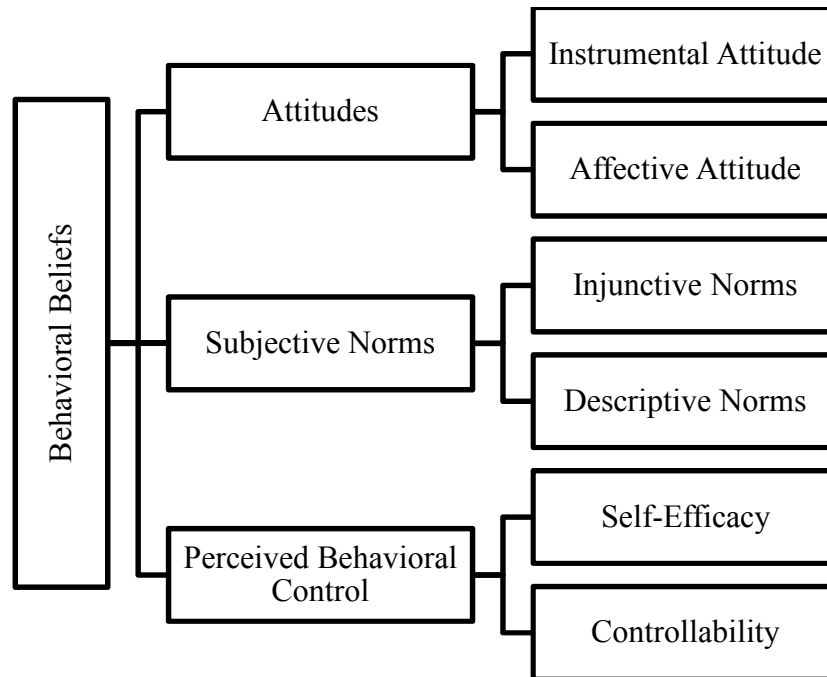 Behavioral Beliefs
Attitudes
Instrumental Attitude
Affective Attitude
Subjective Norms
Injunctive Norms
Descriptive Norms
Perceived Behavioral
Control
Self-Efficacy
Controllability